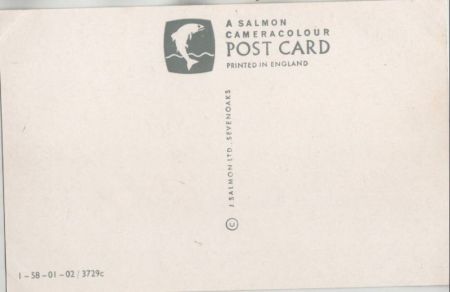 A SALMON
CAMERACOLOUR
POST CARD
PRINTED IN ENGLAND
© J. SALMON LTD., SEVENOAKS
1-58-01-02/3729c